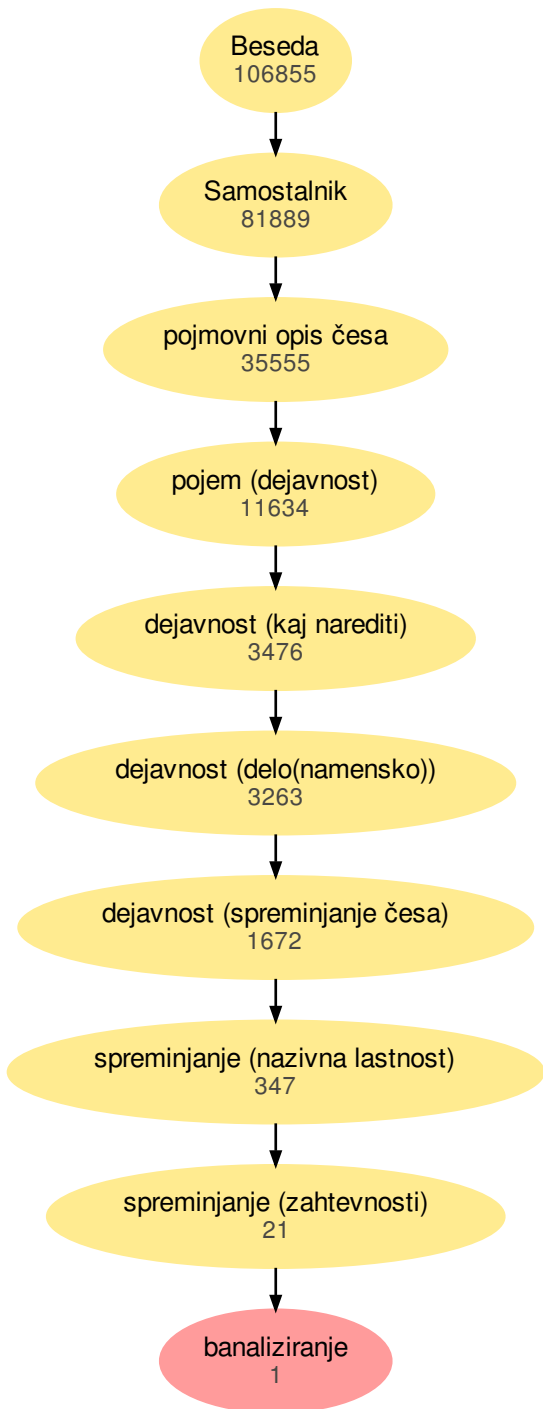 Beseda
106855
Samostalnik
81889
pojmovni opis česa
35555
pojem (dejavnost)
11634
dejavnost (kaj narediti)
3476
dejavnost (delo(namensko))
3263
dejavnost (spreminjanje česa)
1672
spreminjanje (nazivna lastnost)
347
spreminjanje (zahtevnosti)
21
banaliziranje
1